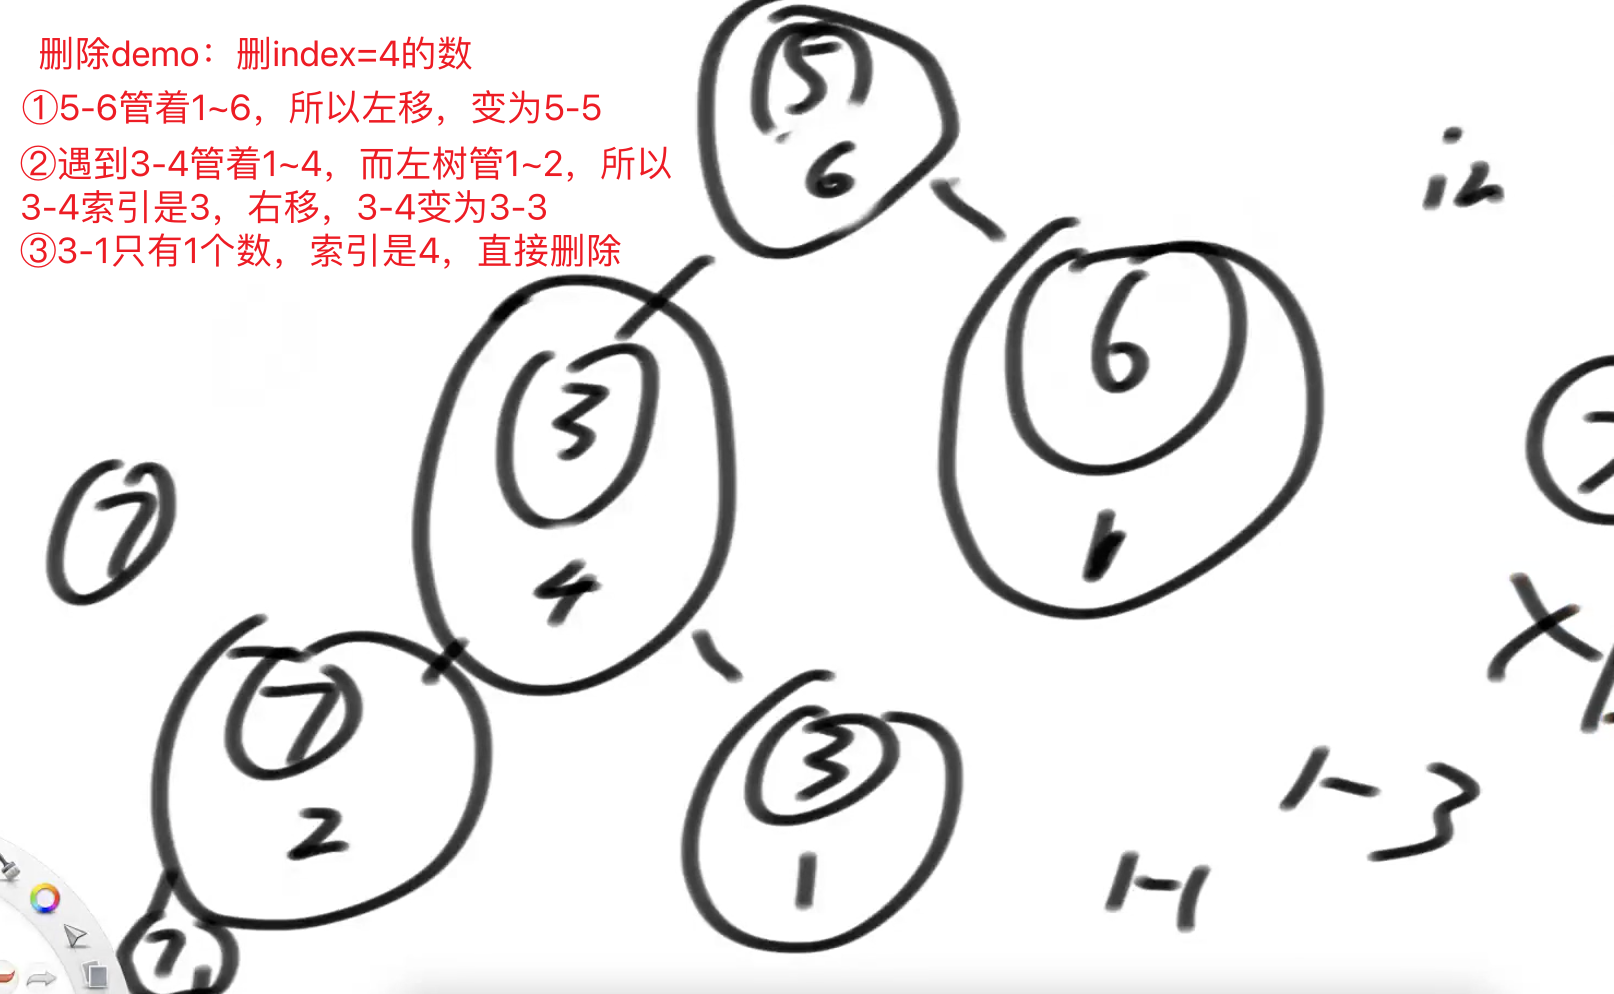 删除demo：删index=4的数
①5-6管着1~6，所以左移，变为5-5
②遇到3-4管着1~4，而左树管1~2，所以
3-4索引是3，右移，3-4变为3-3
③3-1只有1个数，索引是4，直接删除
5
6
3
4
6
1
7
7
2
3
1
7
1-3
1-1